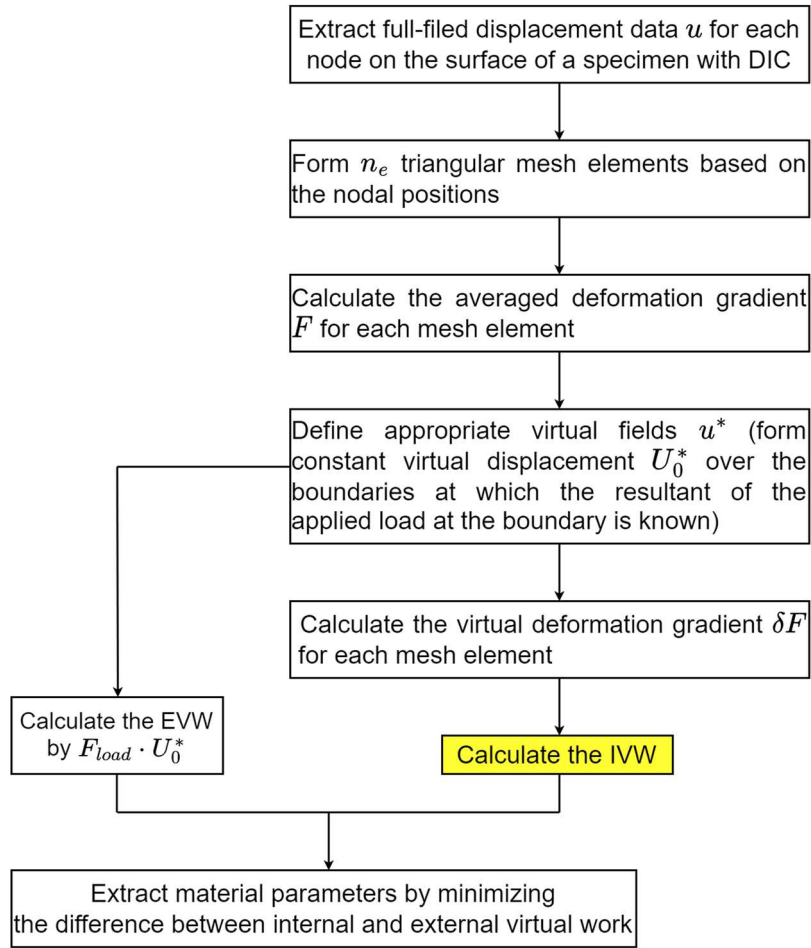 Extract full-filed displacement data u for each
node on the surface of a specimen with DIC
Form n_e triangular mesh elements based on
the nodal positions
Calculate the averaged deformation gradient
F for each mesh element
Define appropriate virtual fields u* (form
constant virtual displacement U_0^* over the
boundaries at which the resultant of the
applied load at the boundary is known)
Calculate the virtual deformation gradient δF
for each mesh element
Calculate the EVW
by F_load · U_0^*
Calculate the IVW
Extract material parameters by minimizing
the difference between internal and external virtual work